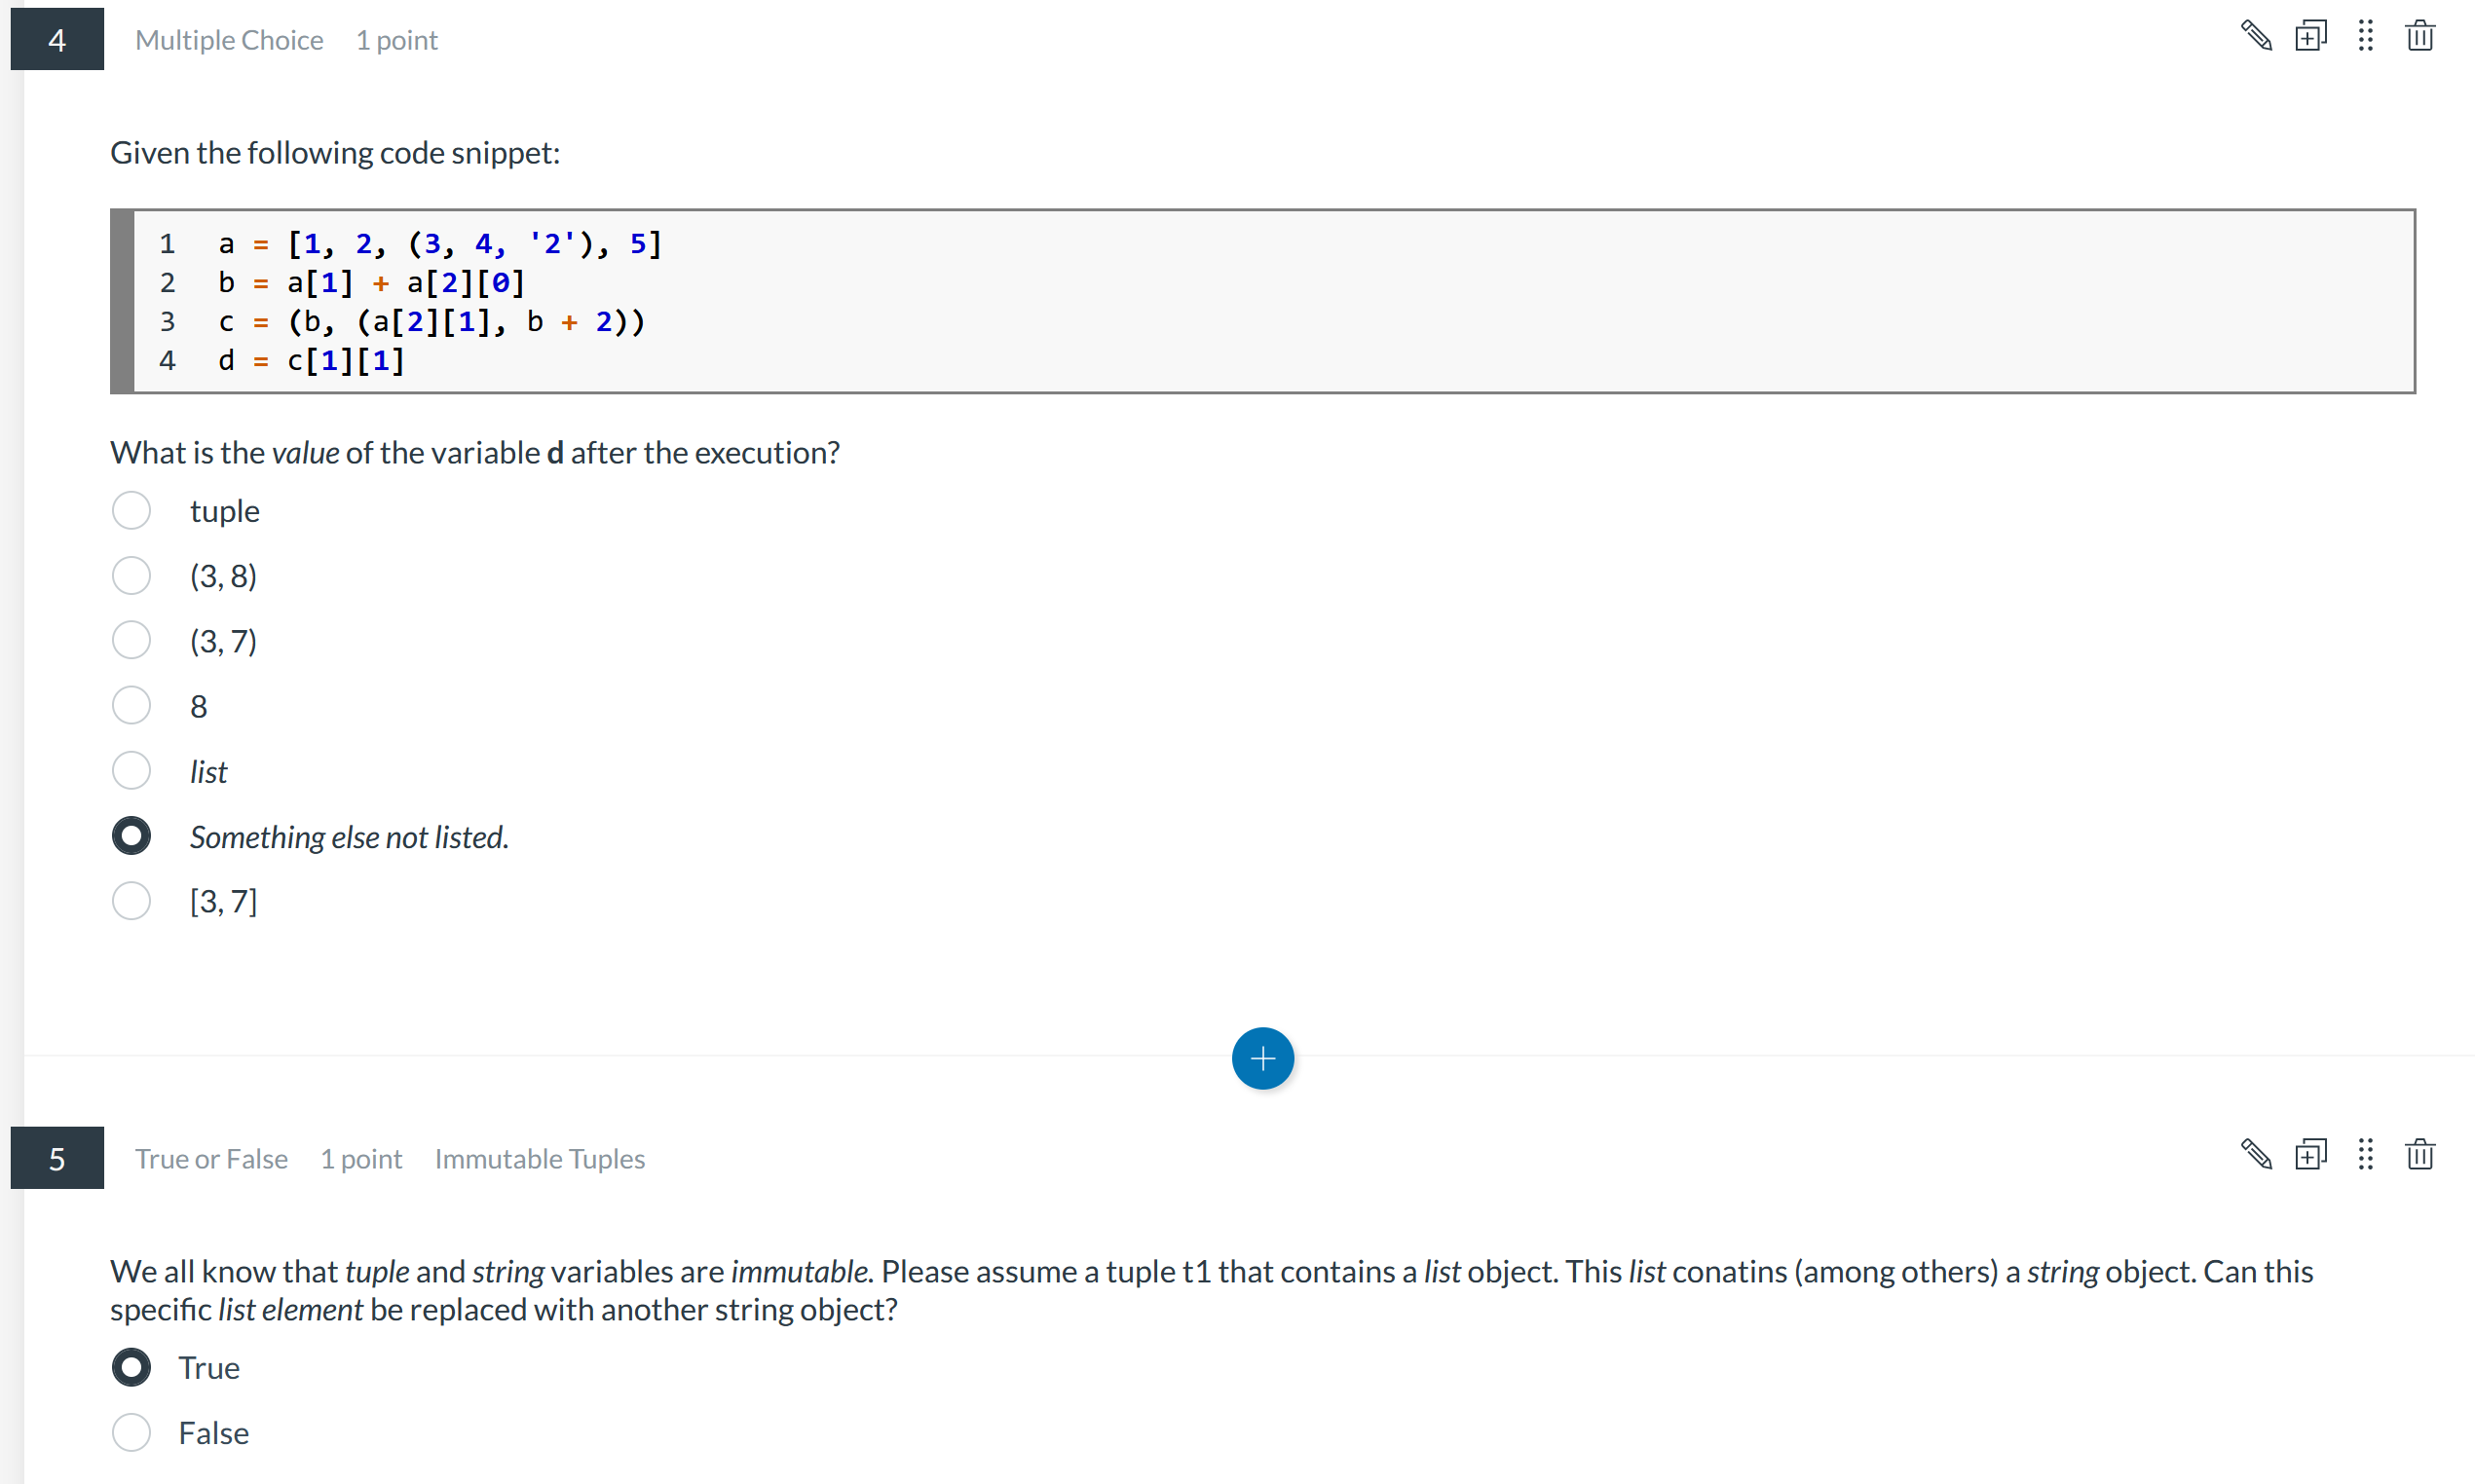 4 Multiple Choice 1 point
Given the following code snippet:
1 a = [1, 2, (3, 4, '2'), 5]
2 b = a[1] + a[2][0]
3 c = (b, (a[2][1], b + 2))
4 d = c[1][1]
What is the value of the variable d after the execution?
tuple
(3, 8)
(3, 7)
8
list
Something else not listed.
[3, 7]
5 True or False 1 point Immutable Tuples
We all know that tuple and string variables are immutable. Please assume a tuple t1 that contains a list object. This list conatins (among others) a string object. Can this
specific list element be replaced with another string object?
True
False